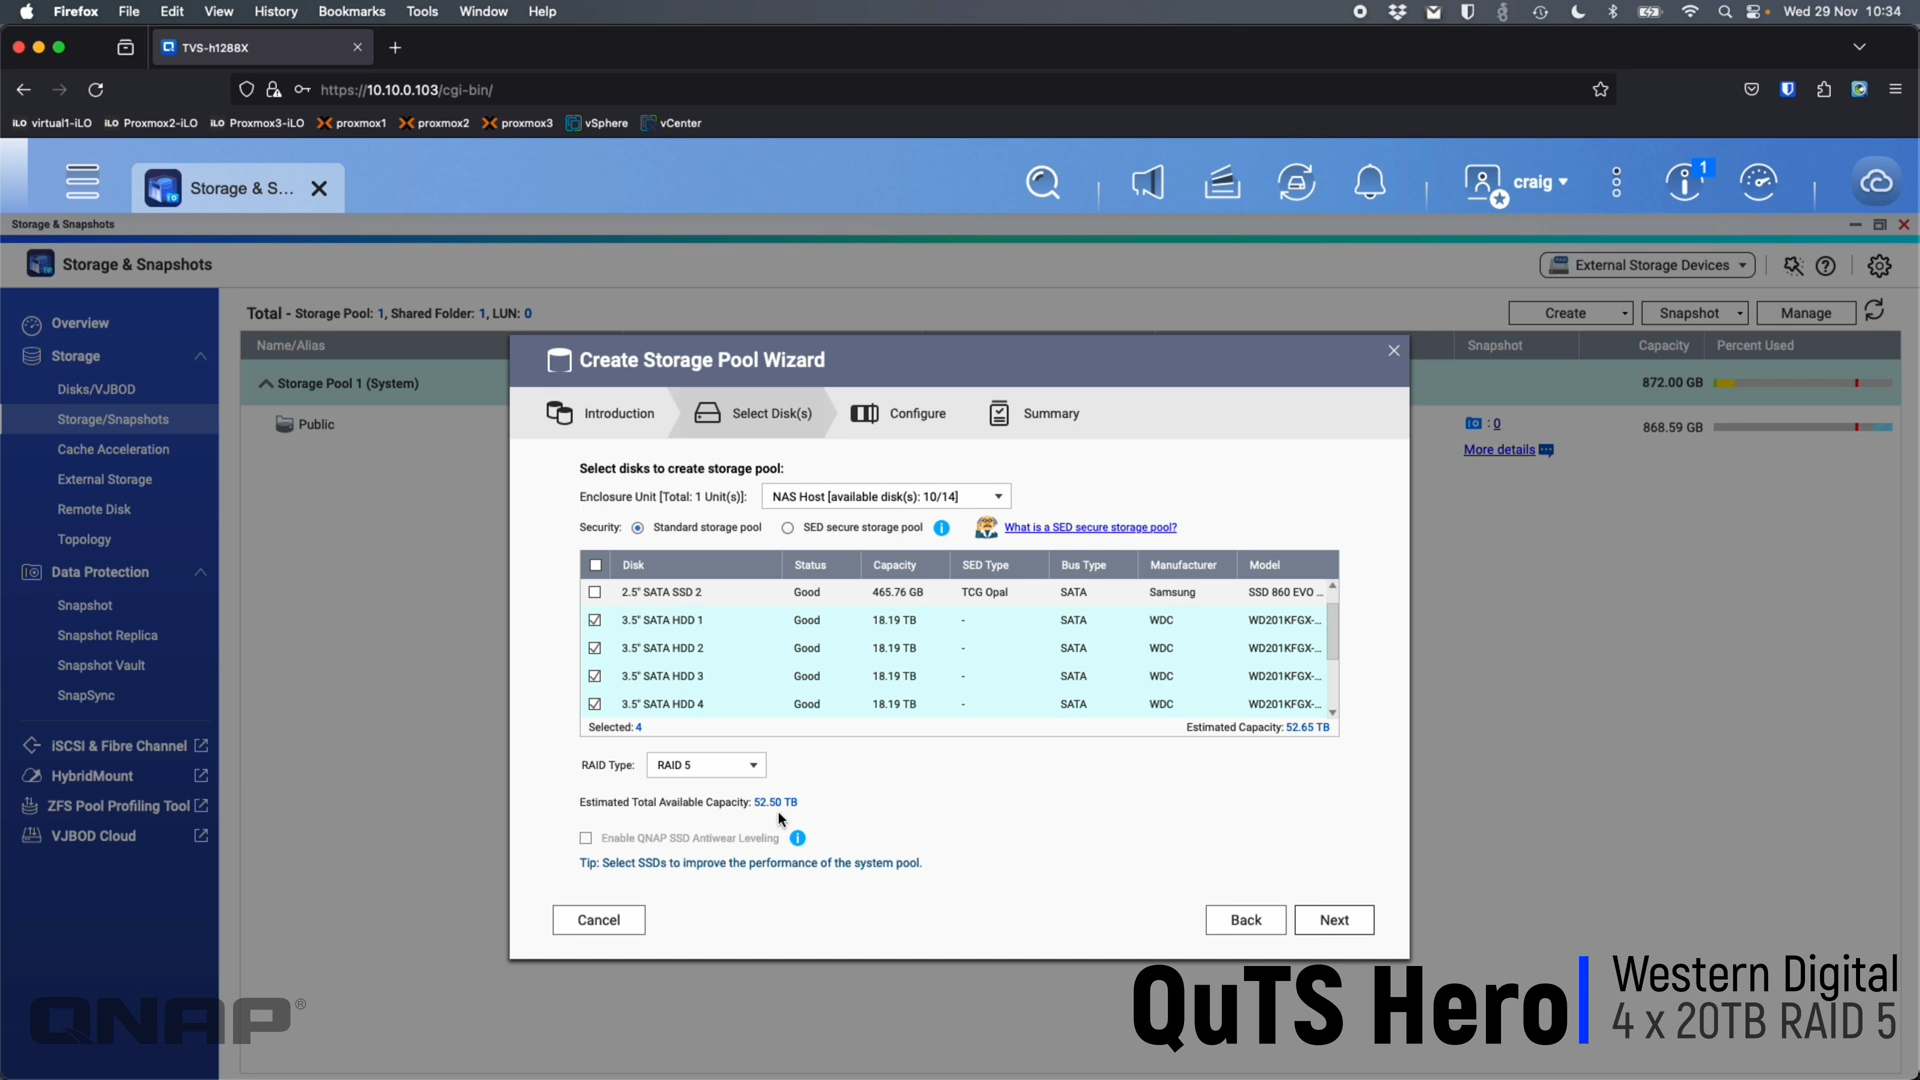 Firefox File Edit View History Bookmarks Tools Window Help Wed 29 Nov 10:34
TVS-h1288X
https://10.10.0.103/cgi-bin/
iLO virtual1-iLO iLO Proxmox2-iLO iLO Proxmox3-iLO proxmox1 proxmox2 proxmox3 vSphere vCenter
Storage & S... craig 1
Storage & Snapshots
Storage & Snapshots External Storage Devices
Overview
Storage
Disks/VJBOD
Storage/Snapshots
Cache Acceleration
External Storage
Remote Disk
Topology
Data Protection
Snapshot
Snapshot Replica
Snapshot Vault
SnapSync
iSCSI & Fibre Channel
HybridMount
ZFS Pool Profiling Tool
VJBOD Cloud
Total - Storage Pool: 1, Shared Folder: 1, LUN: 0 Create Snapshot Manage
Name/Alias Snapshot Capacity Percent Used
Storage Pool 1 (System) 872.00 GB
Public : 0 868.59 GB
More details
Create Storage Pool Wizard
Introduction Select Disk(s) Configure Summary
Select disks to create storage pool:
Enclosure Unit [Total: 1 Unit(s)]: NAS Host [available disk(s): 10/14]
Security: Standard storage pool SED secure storage pool What is a SED secure storage pool?
Disk Status Capacity SED Type Bus Type Manufacturer Model
2.5" SATA SSD 2 Good 465.76 GB TCG Opal SATA Samsung SSD 860 EVO ...
3.5" SATA HDD 1 Good 18.19 TB - SATA WDC WD201KFGX-...
3.5" SATA HDD 2 Good 18.19 TB - SATA WDC WD201KFGX-...
3.5" SATA HDD 3 Good 18.19 TB - SATA WDC WD201KFGX-...
3.5" SATA HDD 4 Good 18.19 TB - SATA WDC WD201KFGX-...
Selected: 4 Estimated Capacity: 52.65 TB
RAID Type: RAID 5
Estimated Total Available Capacity: 52.50 TB
Enable QNAP SSD Antiwear Leveling
Tip: Select SSDs to improve the performance of the system pool.
Cancel Back Next
QNAP®
QuTS Hero
Western Digital
4 x 20TB RAID 5